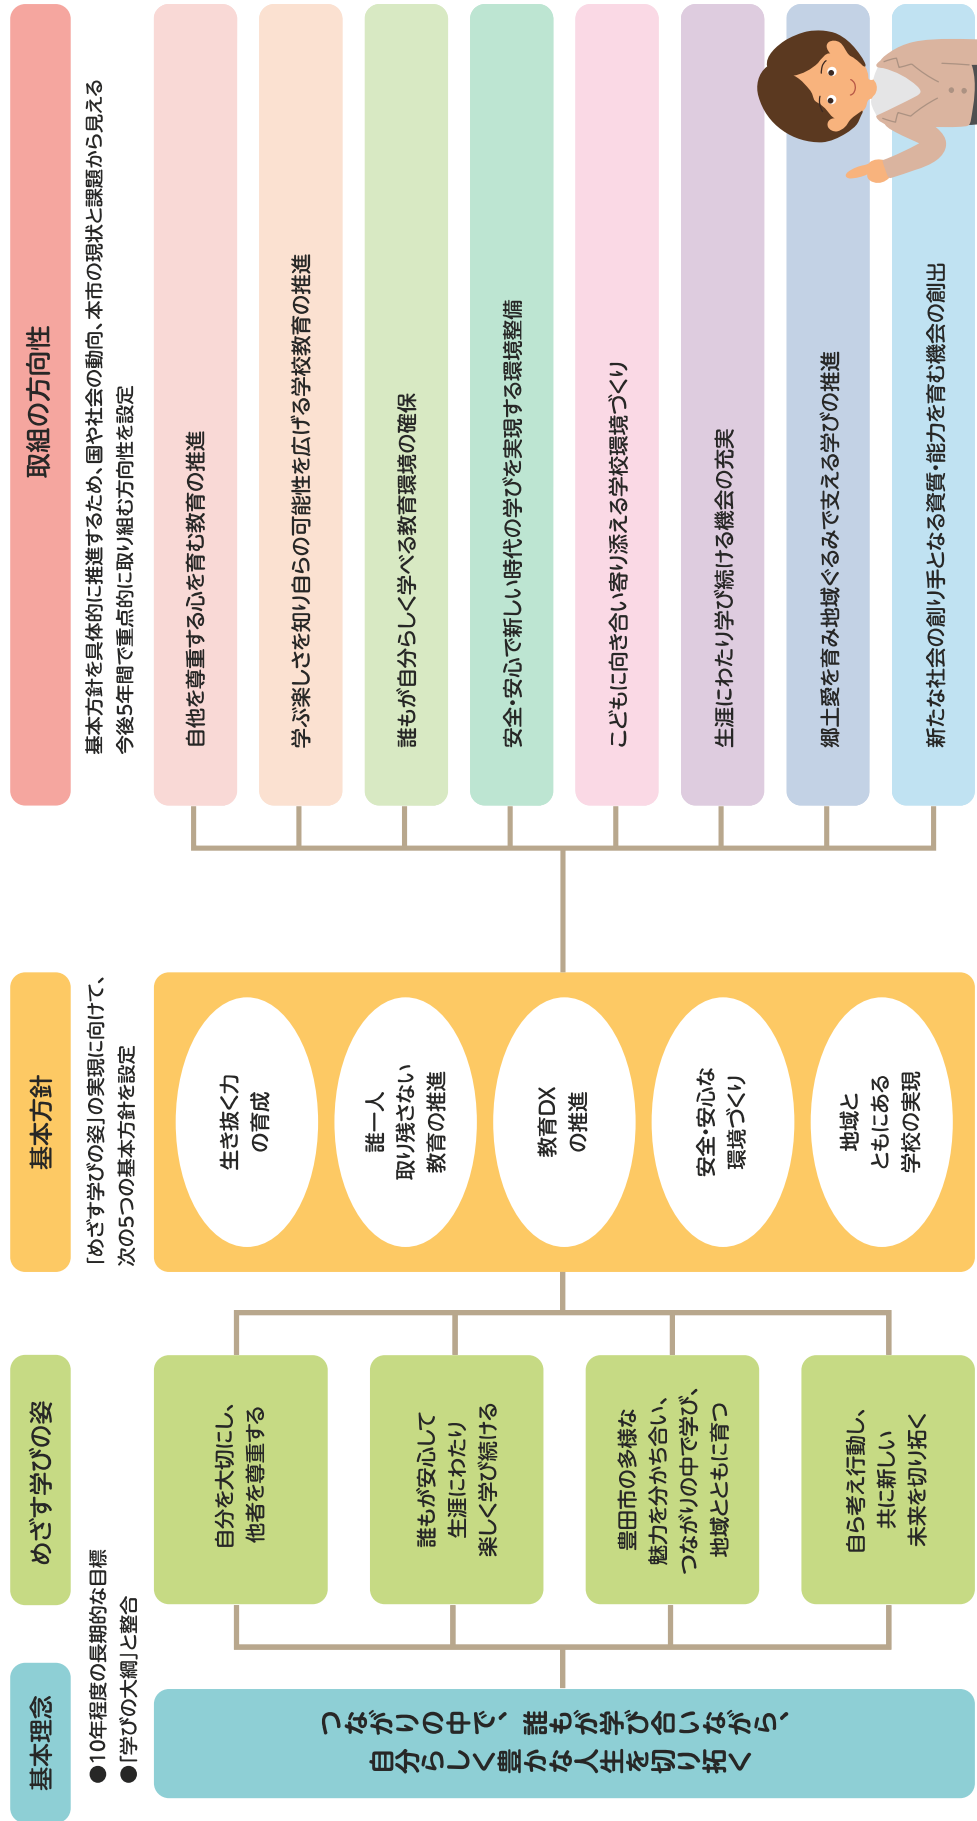 基本理念
めざす学びの姿
●10年程度の長期的な目標
●「学びの大綱」と整合
つながりの中で、誰もが学び合いながら、
自分らしく豊かな人生を切り拓く
自分を大切にし、
他者を尊重する
誰もが安心して
生涯にわたり
楽しく学び続ける
豊田市の多様な
魅力を分かち合い、
つながりの中で学び、
地域とともに育つ
自ら考え行動し、
共に新しい
未来を切り拓く
基本方針
「めざす学びの姿」の実現に向けて、
次の5つの基本方針を設定
生き抜く力
の育成
誰一人
取り残さない
教育の推進
教育DX
の推進
安全・安心な
環境づくり
地域と
ともにある
学校の実現
取組の方向性
基本方針を具体的に推進するため、国や社会の動向、本市の現状と課題から見える
今後5年間で重点的に取り組む方向性を設定
自他を尊重する心を育む教育の推進
学ぶ楽しさを知り自らの可能性を広げる学校教育の推進
誰もが自分らしく学べる教育環境の確保
安全・安心で新しい時代の学びを実現する環境整備
こどもに向き合い寄り添える学校環境づくり
生涯にわたり学び続ける機会の充実
郷土愛を育み地域ぐるみで支える学びの推進
新たな社会の創り手となる資質・能力を育む機会の創出